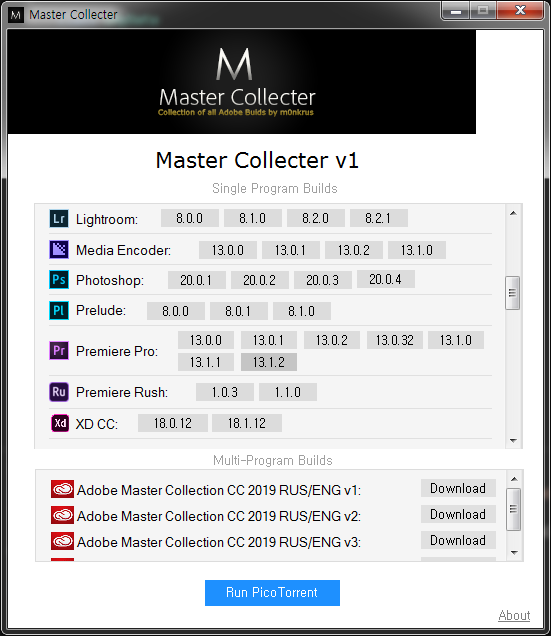 Master Collecter
M
Master Collecter
Collection of all Adobe Builds by m0nkrus
Master Collecter v1
Single Program Builds
Lr Lightroom: 8.0.0 8.1.0 8.2.0 8.2.1
Media Encoder: 13.0.0 13.0.1 13.0.2 13.1.0
Ps Photoshop: 20.0.1 20.0.2 20.0.3 20.0.4
Pl Prelude: 8.0.0 8.0.1 8.1.0
Pr Premiere Pro: 13.0.0 13.0.1 13.0.2 13.0.32 13.1.0
13.1.1 13.1.2
Ru Premiere Rush: 1.0.3 1.1.0
Xd XD CC: 18.0.12 18.1.12
Multi-Program Builds
Adobe Master Collection CC 2019 RUS/ENG v1: Download
Adobe Master Collection CC 2019 RUS/ENG v2: Download
Adobe Master Collection CC 2019 RUS/ENG v3: Download
Run PicoTorrent
About